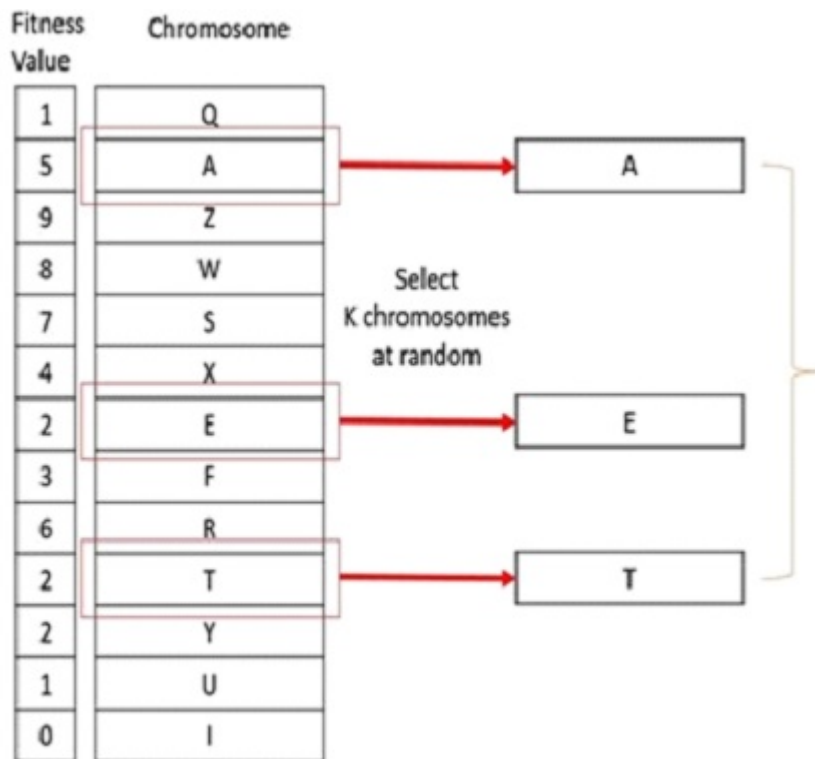 Fitness
Value
Chromosome
1 Q
5 A
A
9 Z
8 W
7 S
Select
K chromosomes
at random
4 X
2 E
E
3 F
6 R
2 T
T
2 Y
1 U
0 I